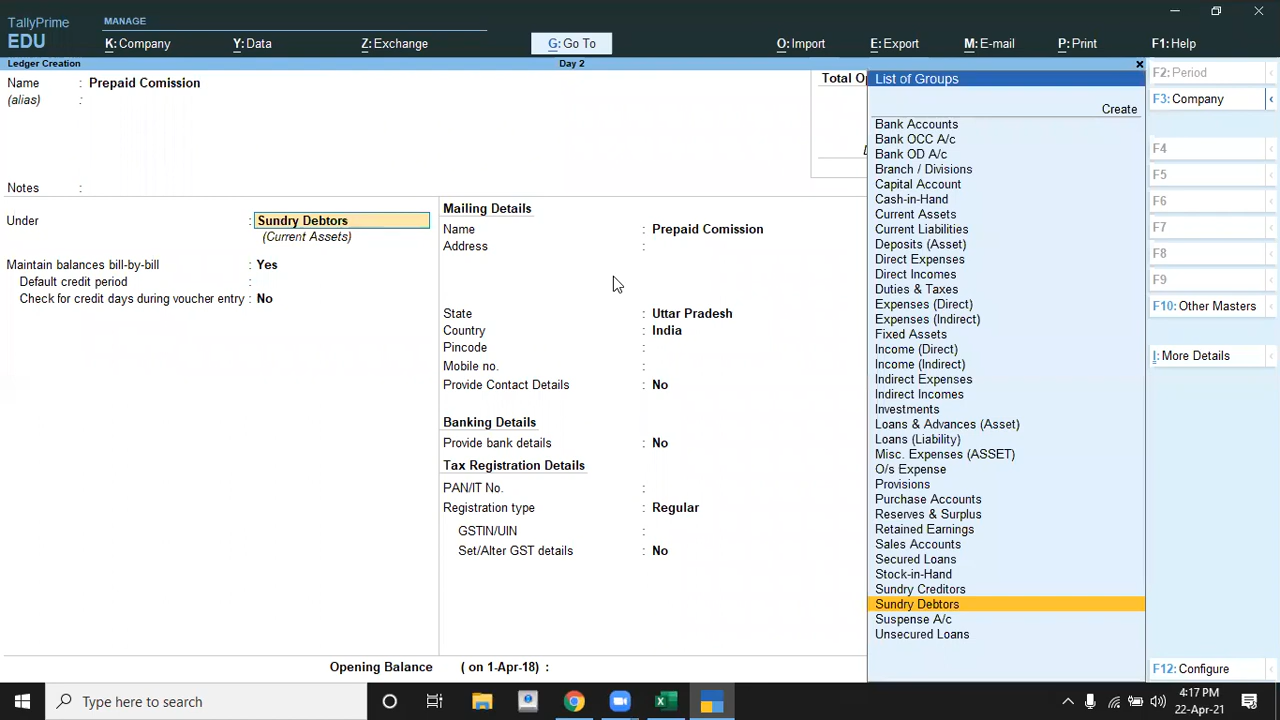 TallyPrime
EDU
MANAGE
K: Company
Y: Data
Z: Exchange
G: Go To
O: Import
E: Export
M: E-mail
P: Print
F1: Help
Ledger Creation
Day 2
Name : Prepaid Comission
(alias) :
Notes :
Total Op
Under : Sundry Debtors
(Current Assets)
Maintain balances bill-by-bill : Yes
Default credit period :
Check for credit days during voucher entry : No
Mailing Details
Name : Prepaid Comission
Address :
State : Uttar Pradesh
Country : India
Pincode :
Mobile no. :
Provide Contact Details : No
Banking Details
Provide bank details : No
Tax Registration Details
PAN/IT No. :
Registration type : Regular
GSTIN/UIN :
Set/Alter GST details : No
Opening Balance ( on 1-Apr-18) :
List of Groups
Create
Bank Accounts
Bank OCC A/c
Bank OD A/c
Branch / Divisions
Capital Account
Cash-in-Hand
Current Assets
Current Liabilities
Deposits (Asset)
Direct Expenses
Direct Incomes
Duties & Taxes
Expenses (Direct)
Expenses (Indirect)
Fixed Assets
Income (Direct)
Income (Indirect)
Indirect Expenses
Indirect Incomes
Investments
Loans & Advances (Asset)
Loans (Liability)
Misc. Expenses (ASSET)
O/s Expense
Provisions
Purchase Accounts
Reserves & Surplus
Retained Earnings
Sales Accounts
Secured Loans
Stock-in-Hand
Sundry Creditors
Sundry Debtors
Suspense A/c
Unsecured Loans
F2: Period
F3: Company
F4
F5
F6
F7
F8
F9
F10: Other Masters
I: More Details
F12: Configure
Type here to search
4:17 PM
22-Apr-21